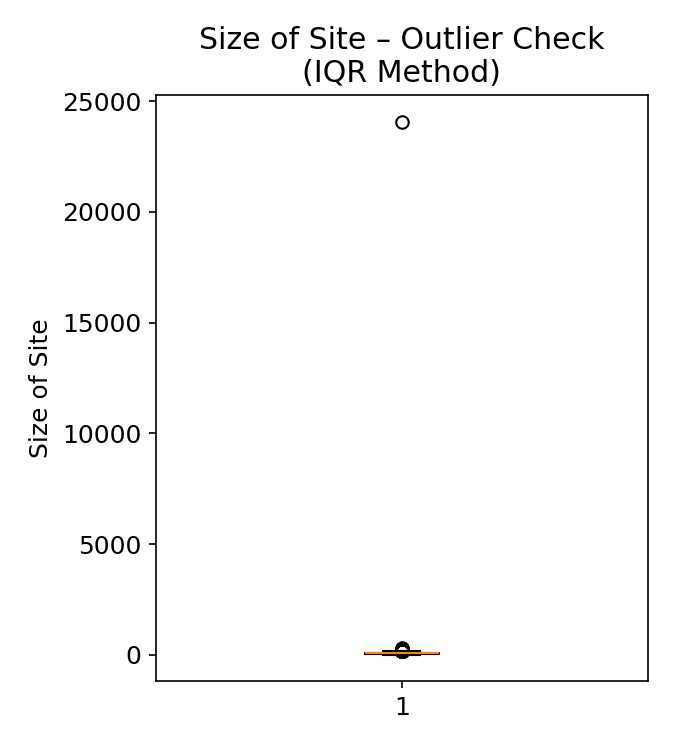 Size of Site – Outlier Check
(IQR Method)
25000
20000
15000
10000
5000
0
Size of Site
1